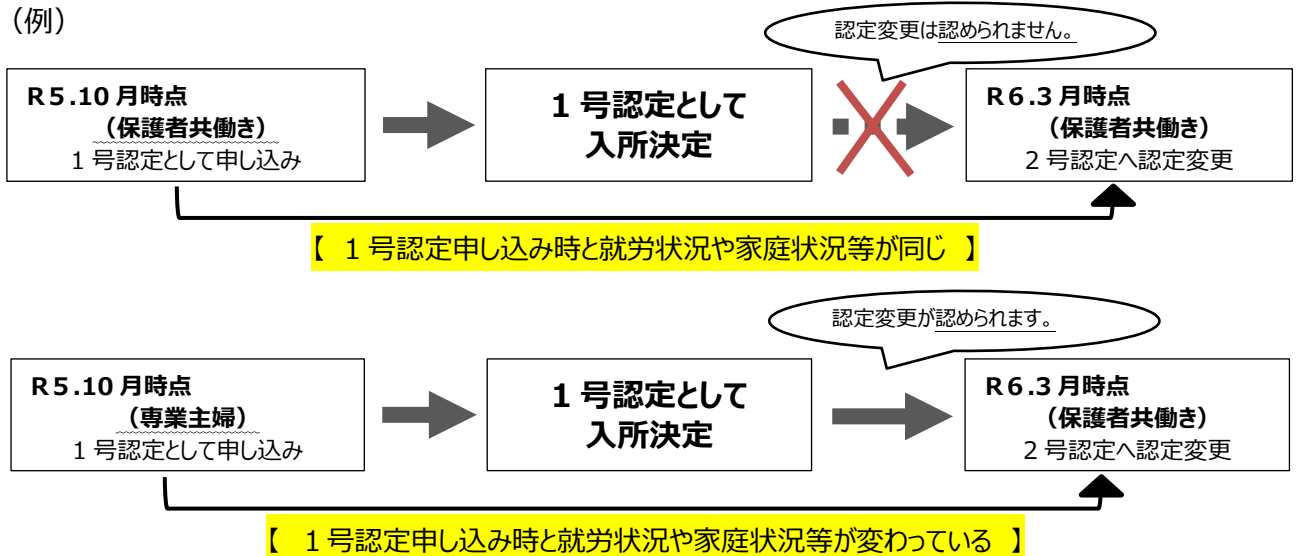 （例）
認定変更は認められません。
R５.10 月時点
（保護者共働き）
１号認定として申し込み
１号認定として
入所決定
R６.３月時点
（保護者共働き）
２号認定へ認定変更
【　１号認定申し込み時と就労状況や家庭状況等が同じ　】
認定変更が認められます。
R５.10 月時点
（専業主婦）
１号認定として申し込み
１号認定として
入所決定
R６.３月時点
（保護者共働き）
２号認定へ認定変更
【　１号認定申し込み時と就労状況や家庭状況等が変わっている　】